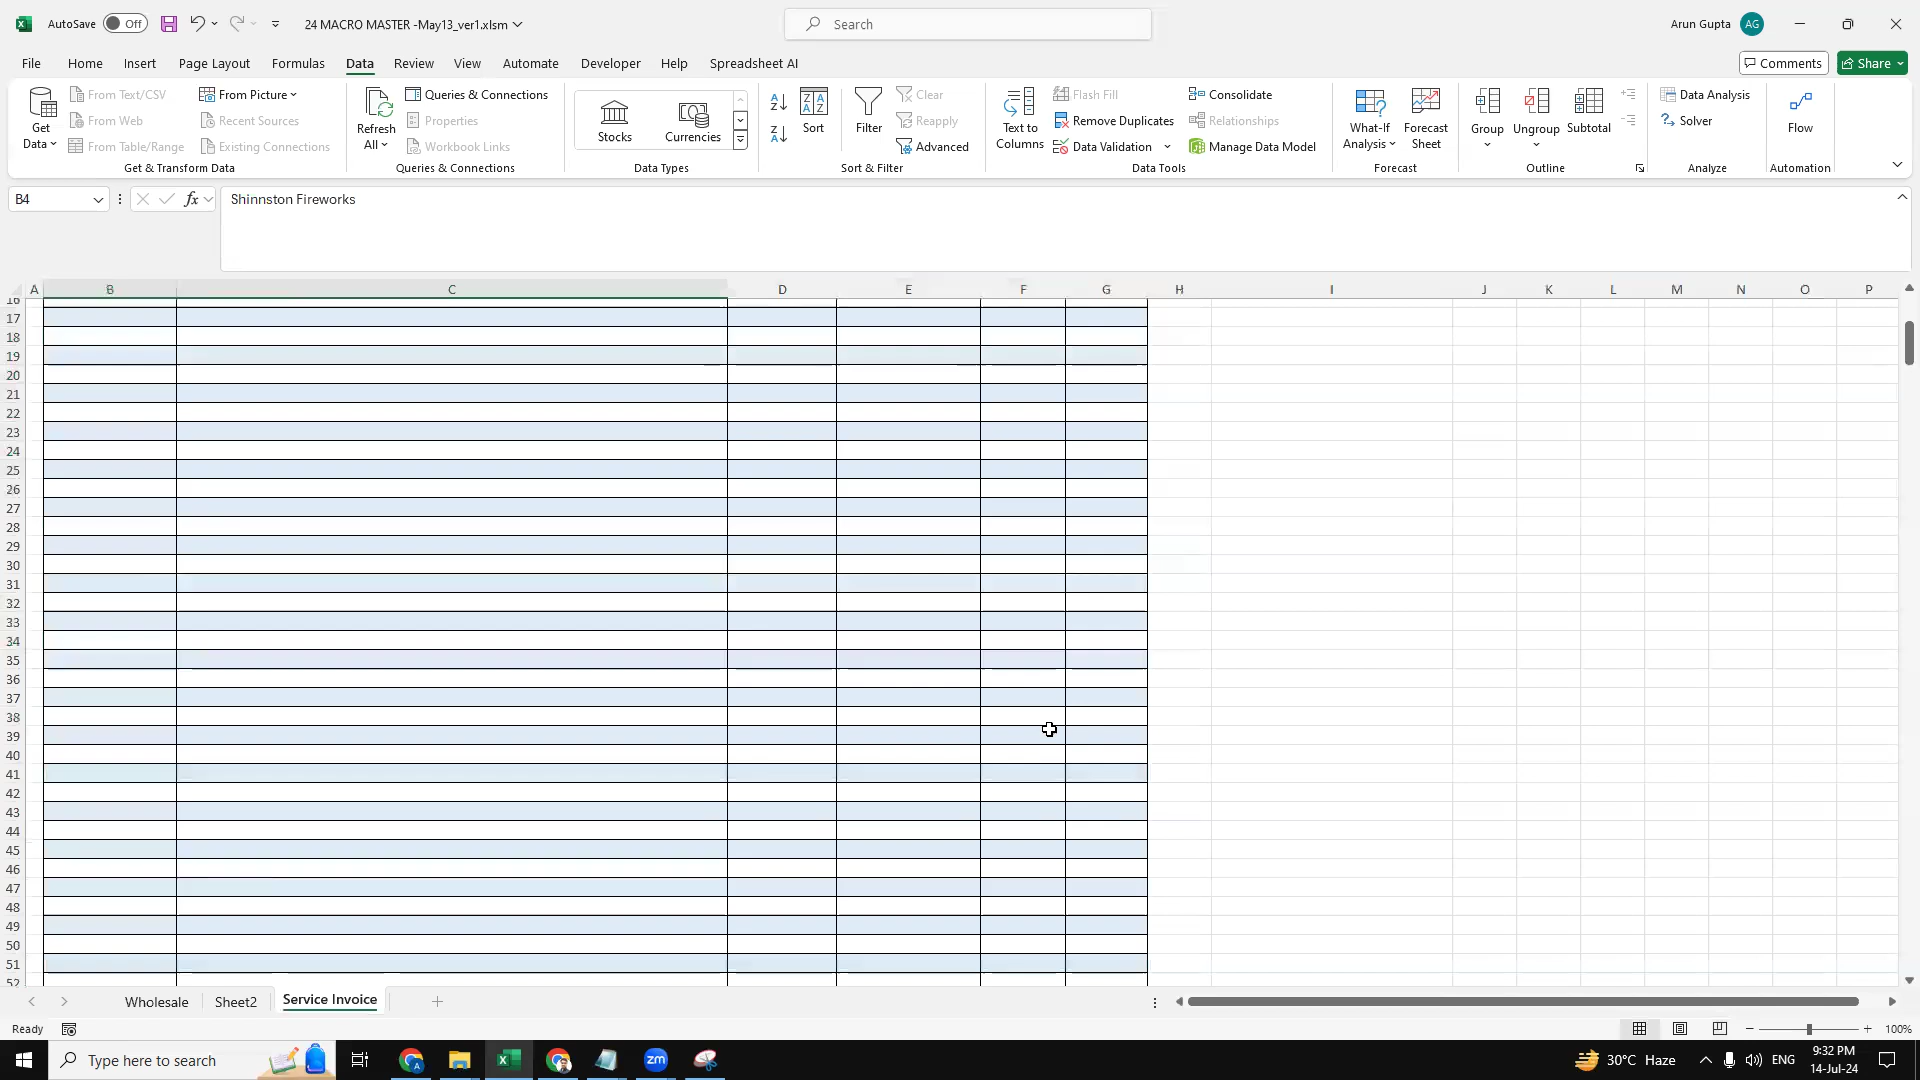 AutoSave Off 24 MACRO MASTER -May13_ver1.xlsm Search Arun Gupta AG
File Home Insert Page Layout Formulas Data Review View Automate Developer Help Spreadsheet AI Comments Share
Get Data From Text/CSV From Web From Table/Range From Picture Recent Sources Existing Connections
Get & Transform Data
Refresh All Queries & Connections Properties Workbook Links
Queries & Connections
Stocks Currencies
Data Types
Sort Filter Clear Reapply Advanced
Sort & Filter
Text to Columns Flash Fill Remove Duplicates Data Validation Consolidate Relationships Manage Data Model
Data Tools
What-If Analysis Forecast Sheet
Forecast
Group Ungroup Subtotal
Outline
Data Analysis Solver
Analyze
Flow
Automation
B4 fx Shinnston Fireworks
A B C D E F G H I J K L M N O P
16
17
18
19
20
21
22
23
24
25
26
27
28
29
30
31
32
33
34
35
36
37
38
39
40
41
42
43
44
45
46
47
48
49
50
51
52
Wholesale Sheet2 Service Invoice
Ready 100%
Type here to search 30°C Haze ENG 9:32 PM
14-Jul-24